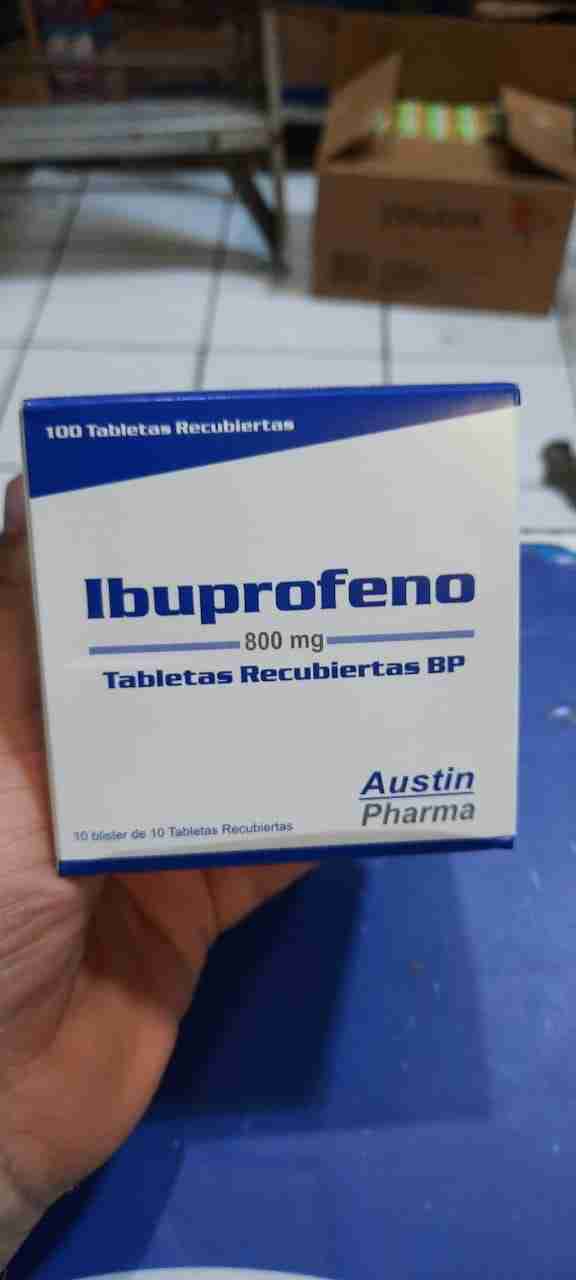 100 Tabletas Recubiertas
Ibuprofeno
800 mg
Tabletas Recubiertas BP
Austin
Pharma
10 blister de 10 Tabletas Recubiertas